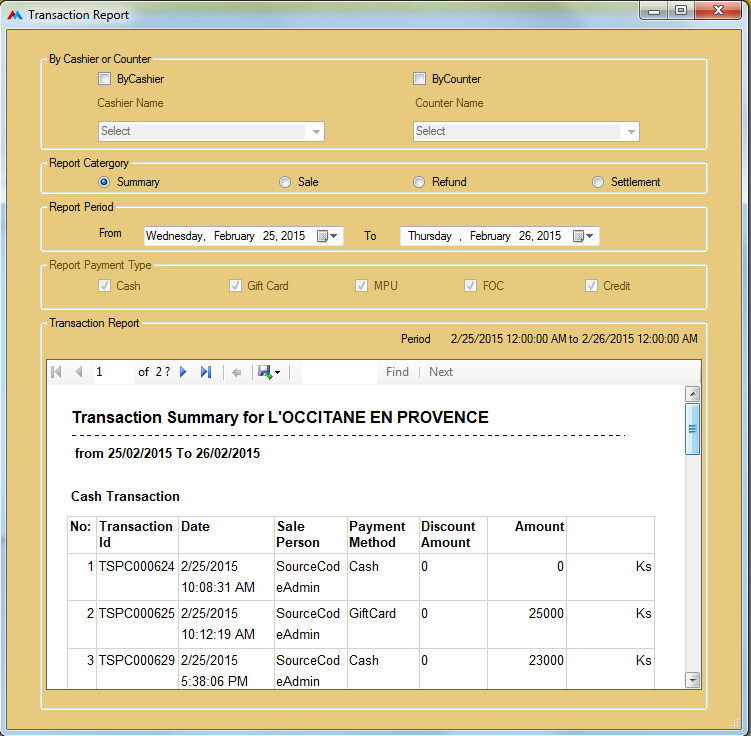 Transaction Report
By Cashier or Counter
ByCashier ByCounter
Cashier Name Counter Name
Select Select
Report Catergory
Summary Sale Refund Settlement
Report Period
From Wednesday, February 25, 2015 To Thursday , February 26, 2015
Report Payment Type
Cash Gift Card MPU FOC Credit
Transaction Report
Period 2/25/2015 12:00:00 AM to 2/26/2015 12:00:00 AM
1 of 2 ? Find | Next
Transaction Summary for L'OCCITANE EN PROVENCE
from 25/02/2015 To 26/02/2015
Cash Transaction
No: Transaction Date Sale Payment Discount Amount
Id Person Method Amount
1 TSPC000624 2/25/2015 SourceCod Cash 0 0 Ks
10:08:31 AM eAdmin
2 TSPC000625 2/25/2015 SourceCod GiftCard 0 25000 Ks
10:12:19 AM eAdmin
3 TSPC000629 2/25/2015 SourceCod Cash 0 23000 Ks
5:38:06 PM eAdmin